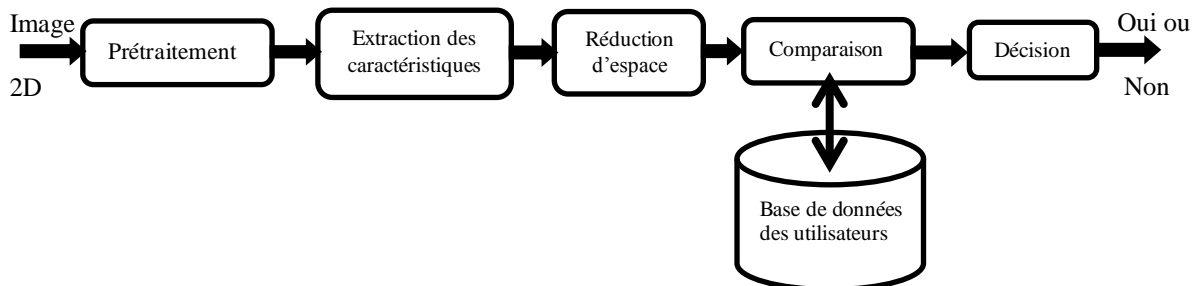 Image
2D
Prétraitement
Extraction des
caractéristiques
Réduction
d’espace
Comparaison
Décision
Oui ou
Non
Base de données
des utilisateurs